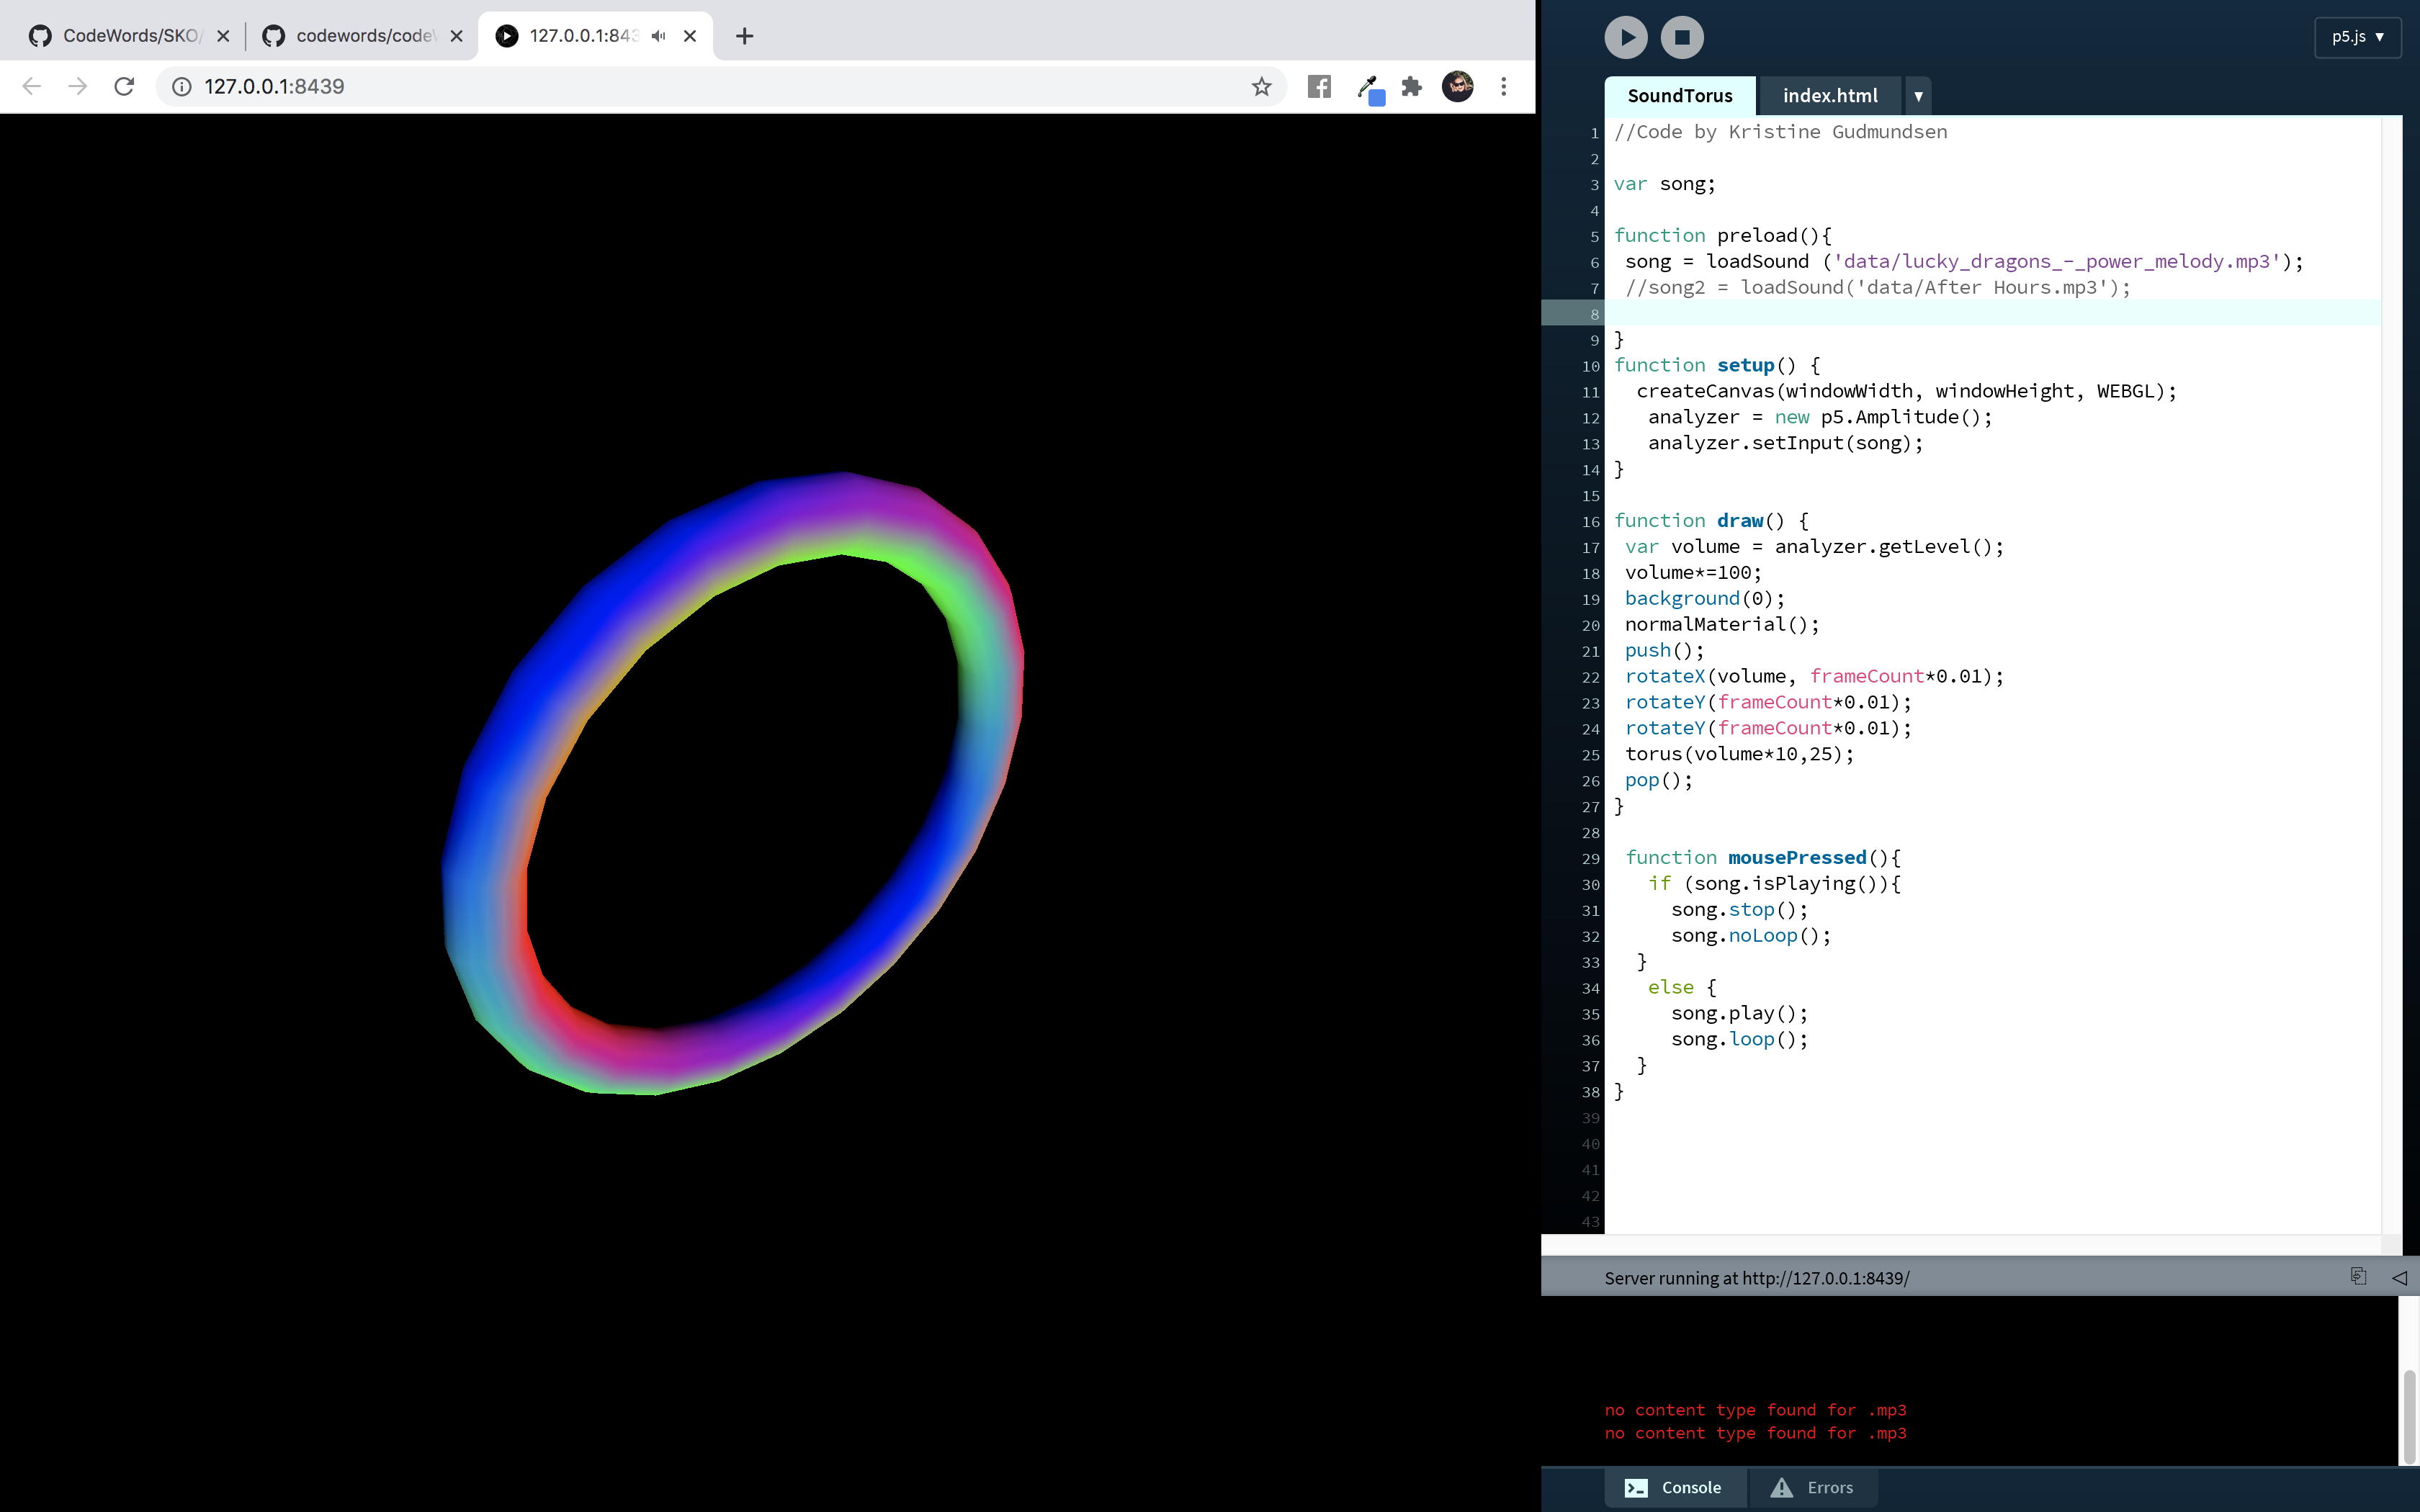 CodeWords/SKO/
codewords/code
127.0.0.1:843
127.0.0.1:8439
p5.js ▼
SoundTorus
index.html
▼
1 //Code by Kristine Gudmundsen
2
3 var song;
4
5 function preload(){
6 song = loadSound ('data/lucky_dragons_-_power_melody.mp3');
7 //song2 = loadSound('data/After Hours.mp3');
8
9 }
10 function setup() {
11 createCanvas(windowWidth, windowHeight, WEBGL);
12 analyzer = new p5.Amplitude();
13 analyzer.setInput(song);
14 }
15
16 function draw() {
17 var volume = analyzer.getLevel();
18 volume*=100;
19 background(0);
20 normalMaterial();
21 push();
22 rotateX(volume, frameCount*0.01);
23 rotateY(frameCount*0.01);
24 rotateY(frameCount*0.01);
25 torus(volume*10,25);
26 pop();
27 }
28
29 function mousePressed(){
30 if (song.isPlaying()){
31 song.stop();
32 song.noLoop();
33 }
34 else {
35 song.play();
36 song.loop();
37 }
38 }
39
40
41
42
43
Server running at http://127.0.0.1:8439/
no content type found for .mp3
no content type found for .mp3
Console
Errors